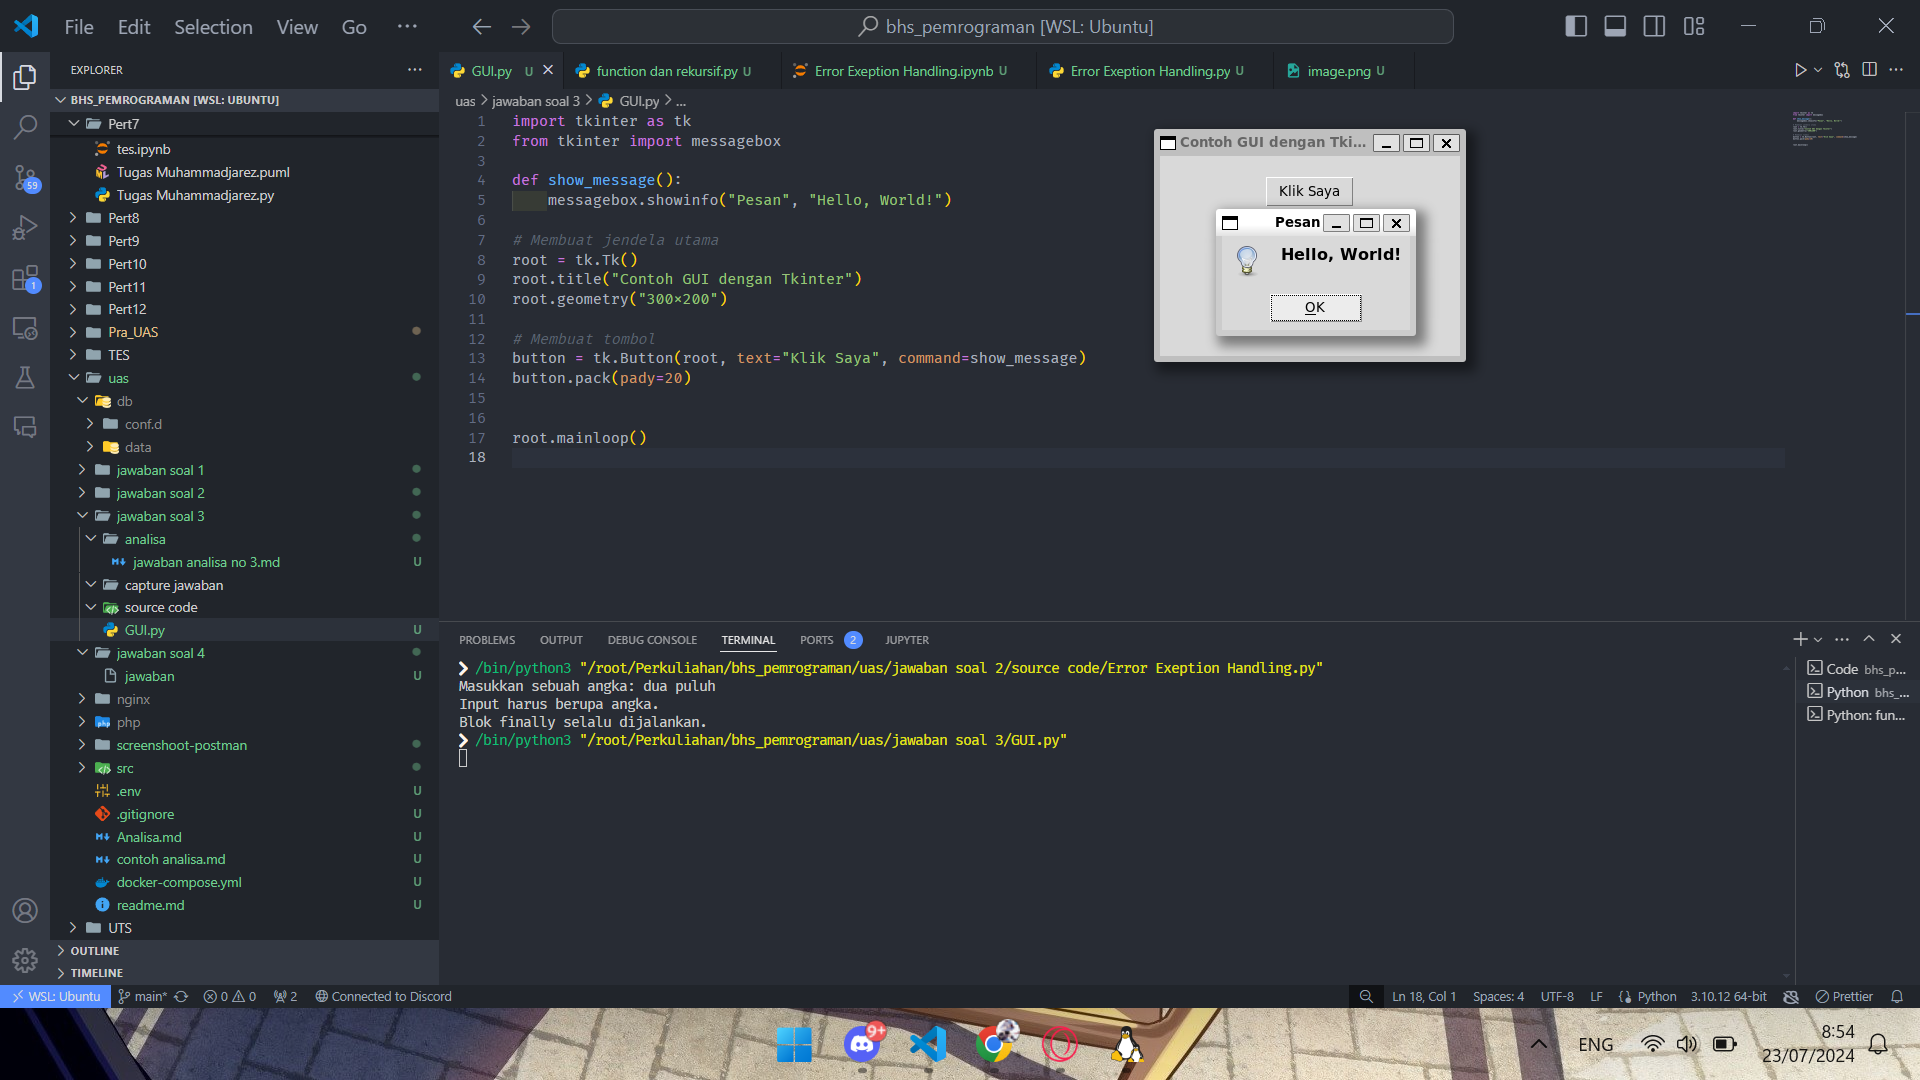 File Edit Selection View Go
bhs_pemrograman [WSL: Ubuntu]
EXPLORER
BHS_PEMROGRAMAN [WSL: UBUNTU]
Pert7
tes.ipynb
Tugas Muhammadjarez.puml
Tugas Muhammadjarez.py
Pert8
Pert9
Pert10
Pert11
Pert12
Pra_UAS
TES
uas
db
conf.d
data
jawaban soal 1
jawaban soal 2
jawaban soal 3
analisa
jawaban analisa no 3.md U
capture jawaban
source code
GUI.py U
jawaban soal 4
jawaban U
nginx
php
screenshoot-postman
src
.env U
.gitignore U
Analisa.md U
contoh analisa.md U
docker-compose.yml U
readme.md U
UTS
OUTLINE
TIMELINE
59
1
GUI.py U
function dan rekursif.py U
Error Exeption Handling.ipynb U
Error Exeption Handling.py U
image.png U
uas > jawaban soal 3 > GUI.py > ...
1 import tkinter as tk
2 from tkinter import messagebox
3
4 def show_message():
5 messagebox.showinfo("Pesan", "Hello, World!")
6
7 # Membuat jendela utama
8 root = tk.Tk()
9 root.title("Contoh GUI dengan Tkinter")
10 root.geometry("300×200")
11
12 # Membuat tombol
13 button = tk.Button(root, text="Klik Saya", command=show_message)
14 button.pack(pady=20)
15
16
17 root.mainloop()
18
Contoh GUI dengan Tki...
Klik Saya
Pesan
Hello, World!
OK
PROBLEMS OUTPUT DEBUG CONSOLE TERMINAL PORTS 2 JUPYTER
/bin/python3 "/root/Perkuliahan/bhs_pemrograman/uas/jawaban soal 2/source code/Error Exeption Handling.py"
Masukkan sebuah angka: dua puluh
Input harus berupa angka.
Blok finally selalu dijalankan.
/bin/python3 "/root/Perkuliahan/bhs_pemrograman/uas/jawaban soal 3/GUI.py"
Code bhs_p...
Python bhs_...
Python: fun...
WSL: Ubuntu main* 0 0 2 Connected to Discord
Ln 18, Col 1 Spaces: 4 UTF-8 LF Python 3.10.12 64-bit Prettier
9+
ENG
8:54
23/07/2024